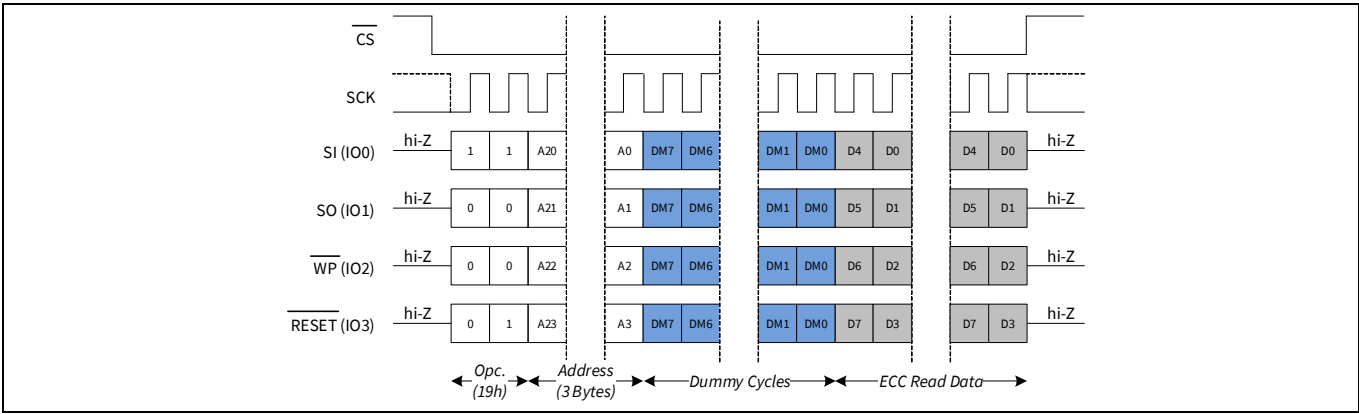 CS
SCK
SI (IO0) hi-Z 1 1 A20 A0 DM7 DM6 DM1 DM0 D4 D0 D4 D0 hi-Z
SO (IO1) hi-Z 0 0 A21 A1 DM7 DM6 DM1 DM0 D5 D1 D5 D1 hi-Z
WP (IO2) hi-Z 0 0 A22 A2 DM7 DM6 DM1 DM0 D6 D2 D6 D2 hi-Z
RESET (IO3) hi-Z 0 1 A23 A3 DM7 DM6 DM1 DM0 D7 D3 D7 D3 hi-Z
Opc. Address Dummy Cycles ECC Read Data
(19h) (3 Bytes)